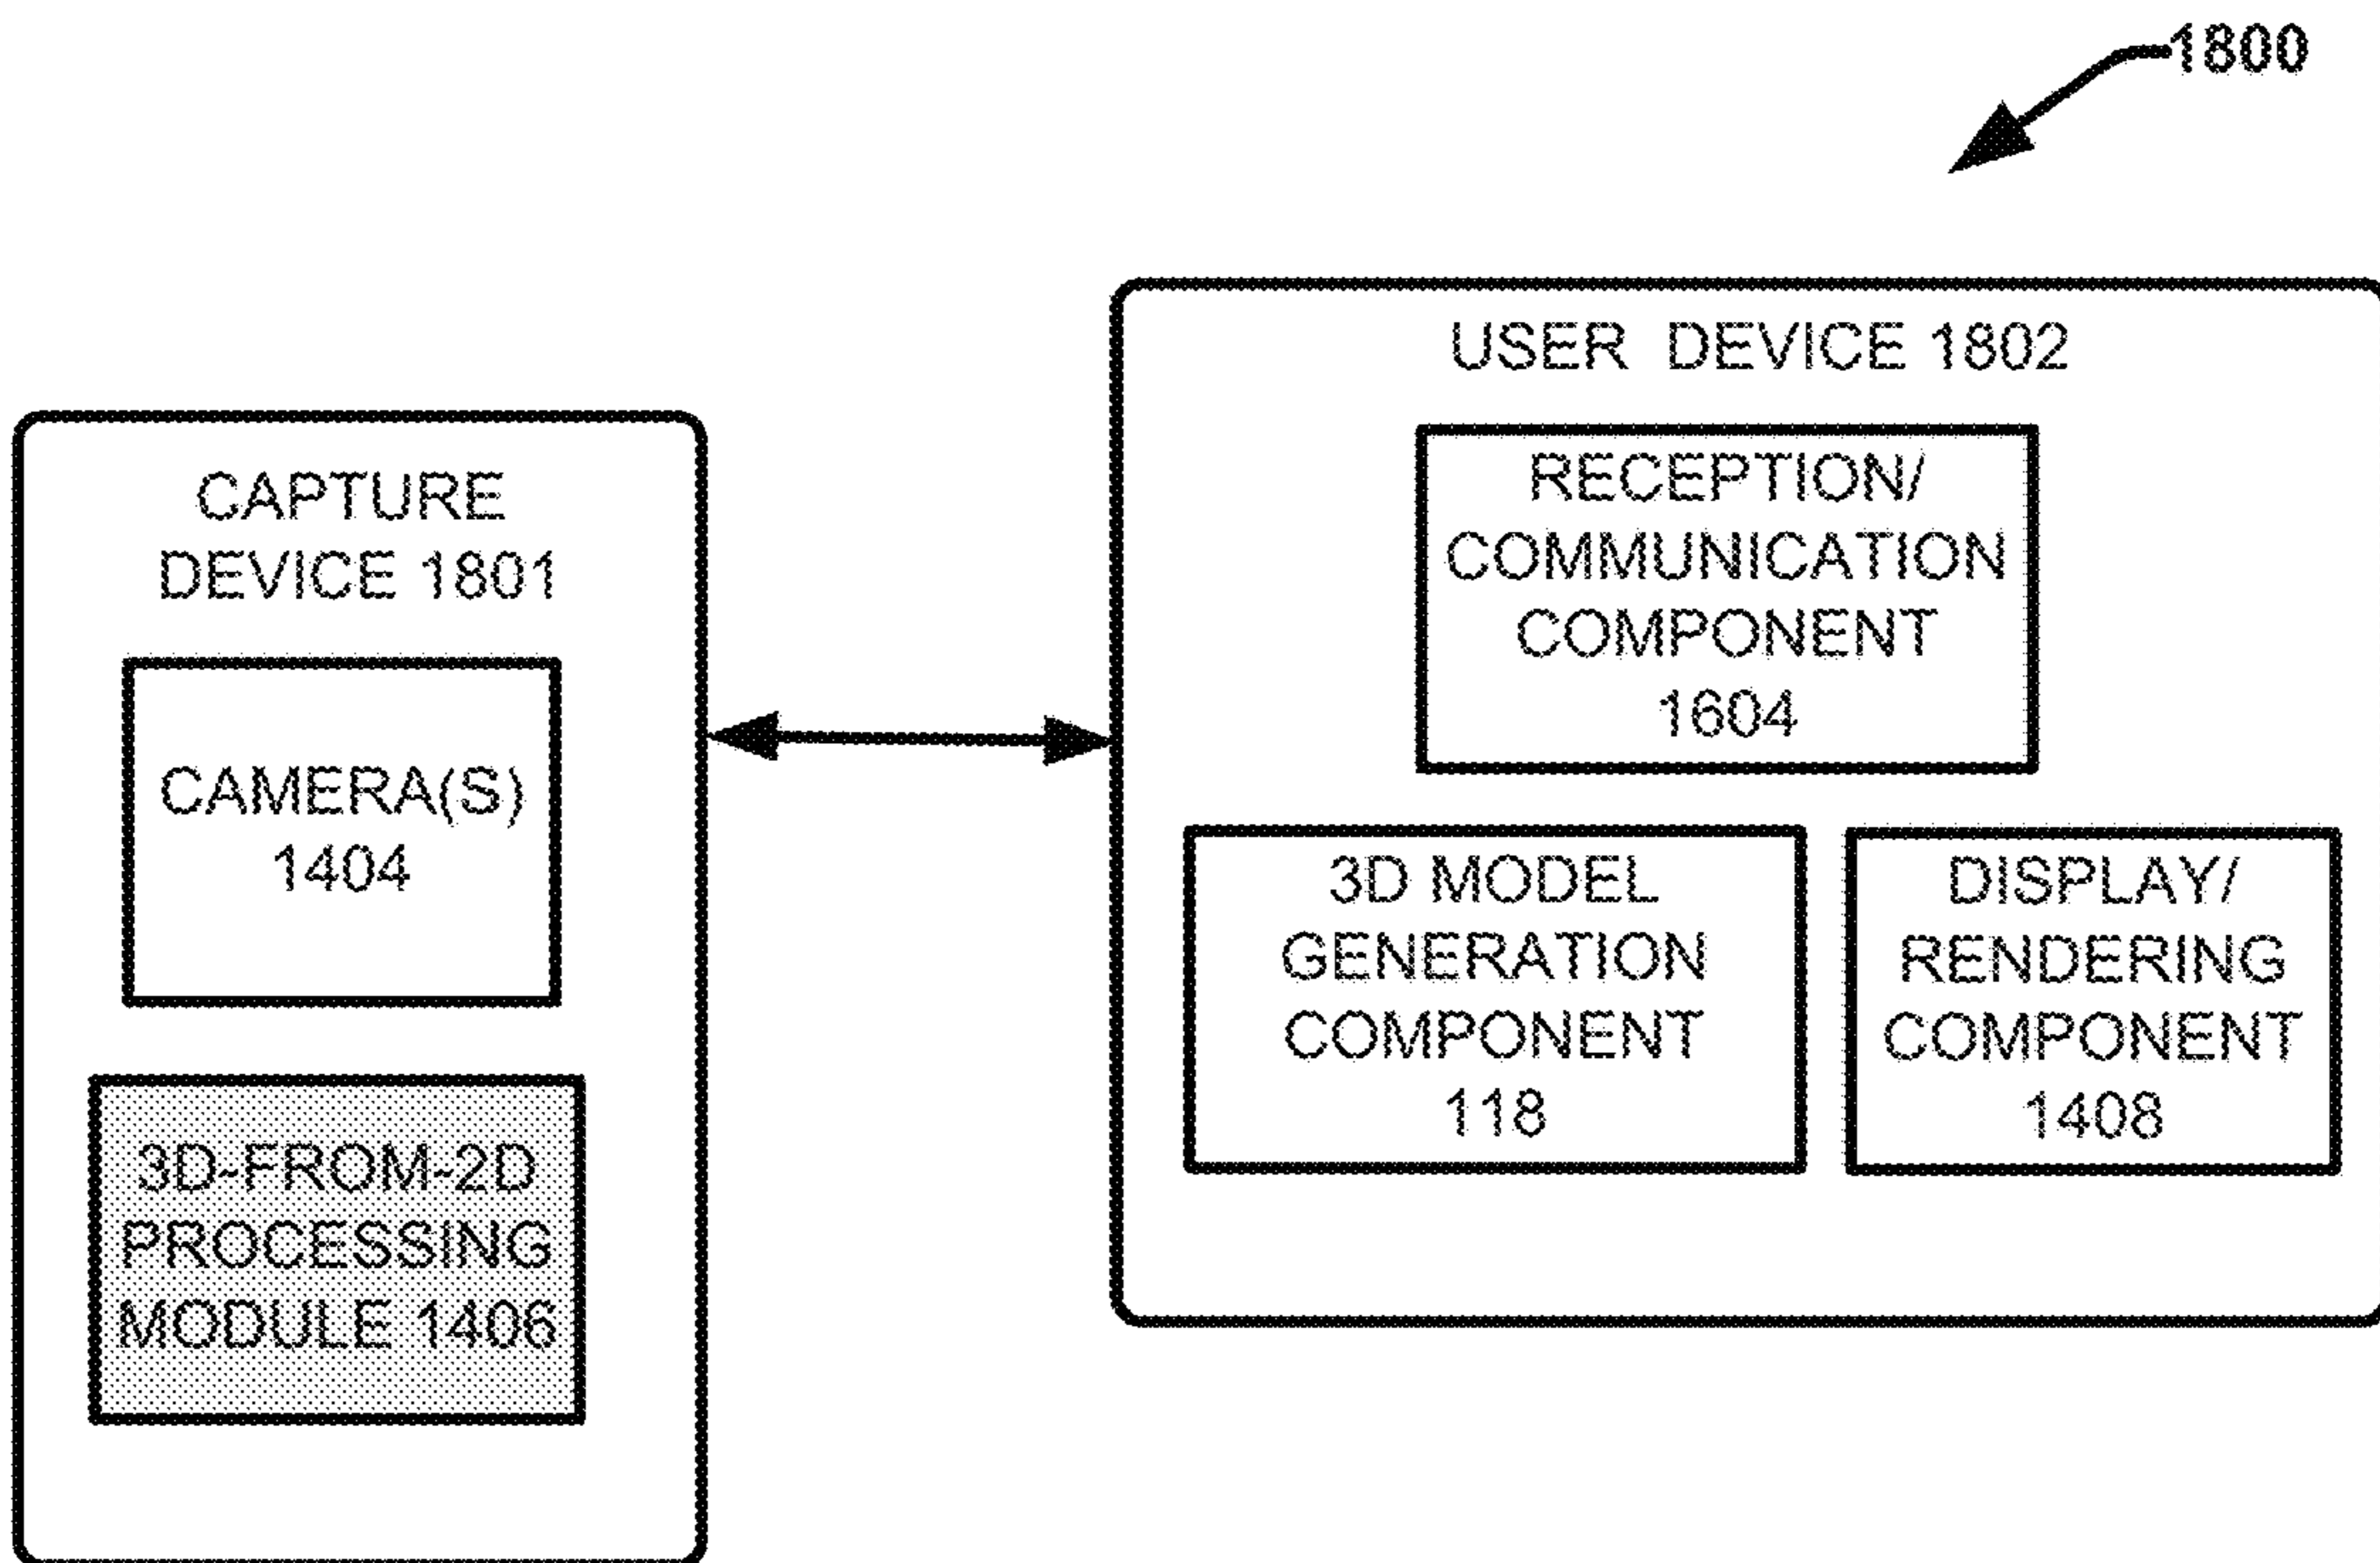 1800
CAPTURE
DEVICE 1801
CAMERA(S)
1404
3D-FROM-2D
PROCESSING
MODULE 1406
USER DEVICE 1802
RECEPTION/
COMMUNICATION
COMPONENT
1604
3D MODEL
GENERATION
COMPONENT
118
DISPLAY/
RENDERING
COMPONENT
1408